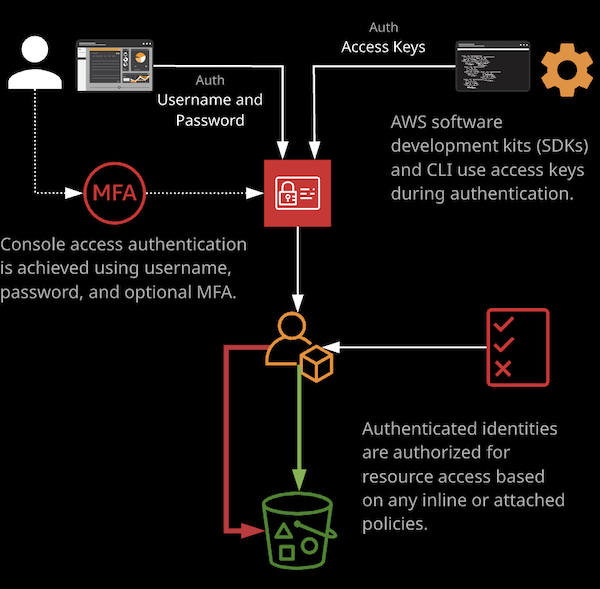 Auth
Access Keys
Auth
Username and
Password
AWS software
development kits (SDKs)
and CLI use access keys
during authentication.
MFA
Console access authentication
is achieved using username,
password, and optional MFA.
Authenticated identities
are authorized for
resource access based
on any inline or attached
policies.